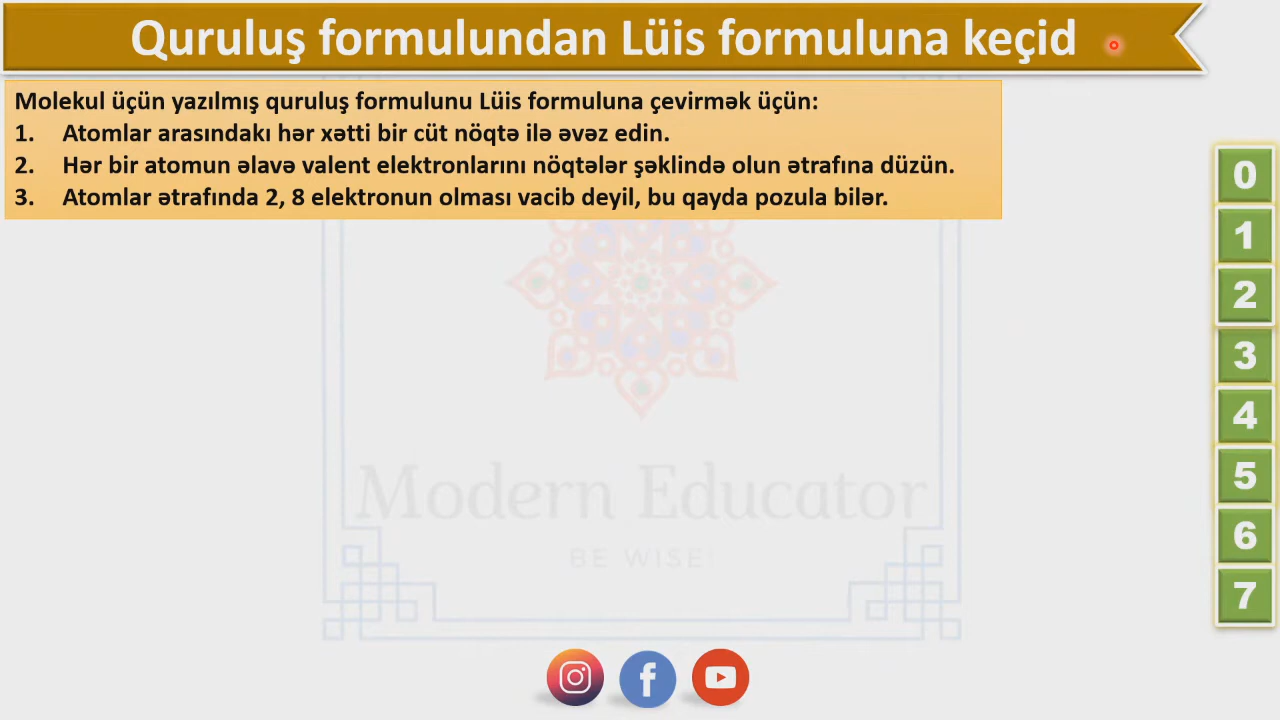 Quruluş formulundan Lüis formuluna keçid
Molekul üçün yazılmış quruluş formulunu Lüis formuluna çevirmək üçün:
1. Atomlar arasındakı hər xətti bir cüt nöqtə ilə əvəz edin.
2. Hər bir atomun əlavə valent elektronlarını nöqtələr şəklində olun ətrafına düzün.
3. Atomlar ətrafında 2, 8 elektronun olması vacib deyil, bu qayda pozula bilər.
0
1
2
3
4
5
6
7
Modern Educator
BE WISE!
f